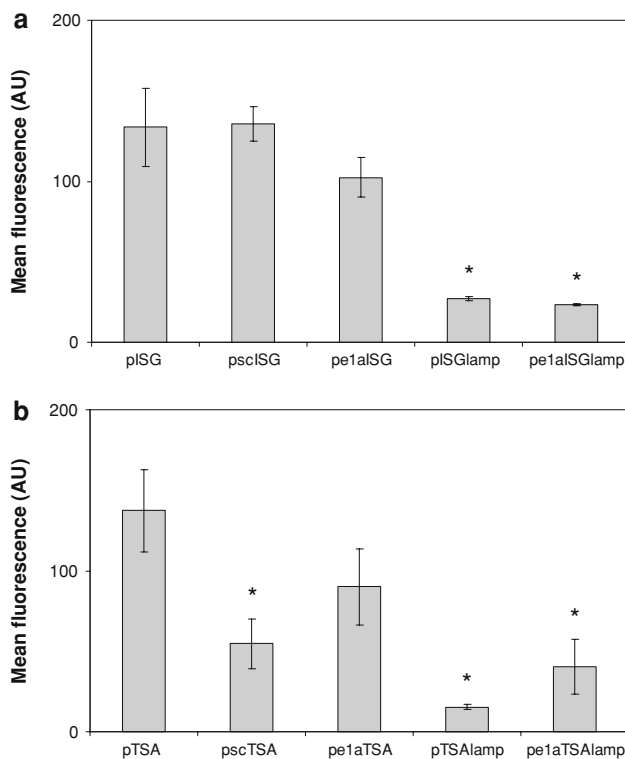 a
200
Mean fluorescence (AU)
100
* *
0
pISG pscISG pe1aISG pISGlamp pe1aISGlamp
b
200
Mean fluorescence (AU)
100
* * *
0
pTSA pscTSA pe1aTSA pTSAlamp pe1aTSAlamp